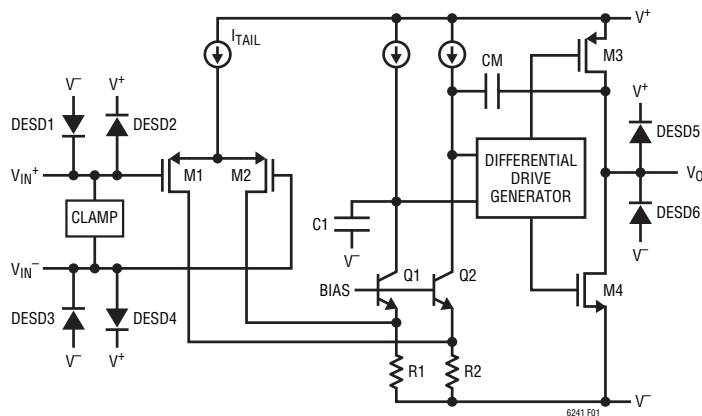 V+
ITAIL
CM
M3
V− V+
DESD1 DESD2
V+
DESD5
VIN+
M1 M2
DIFFERENTIAL
DRIVE
GENERATOR
VO
CLAMP
C1
V−
DESD6
V−
VIN−
BIAS
Q1 Q2
M4
DESD3 DESD4
V− V+
R1 R2
V−
6241 F01